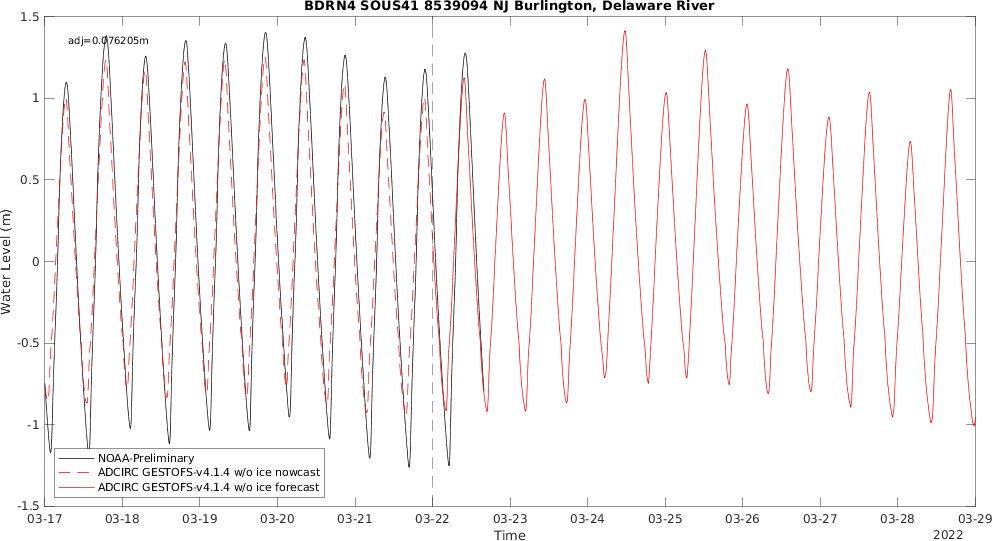 BDRN4 SOUS41 8539094 NJ Burlington, Delaware River
adj=0.076205m
Water Level (m)
1.5
1
0.5
0
-0.5
-1
-1.5
NOAA-Preliminary
ADCIRC GESTOFS-v4.1.4 w/o ice nowcast
ADCIRC GESTOFS-v4.1.4 w/o ice forecast
03-17 03-18 03-19 03-20 03-21 03-22 03-23 03-24 03-25 03-26 03-27 03-28 03-29
Time
2022